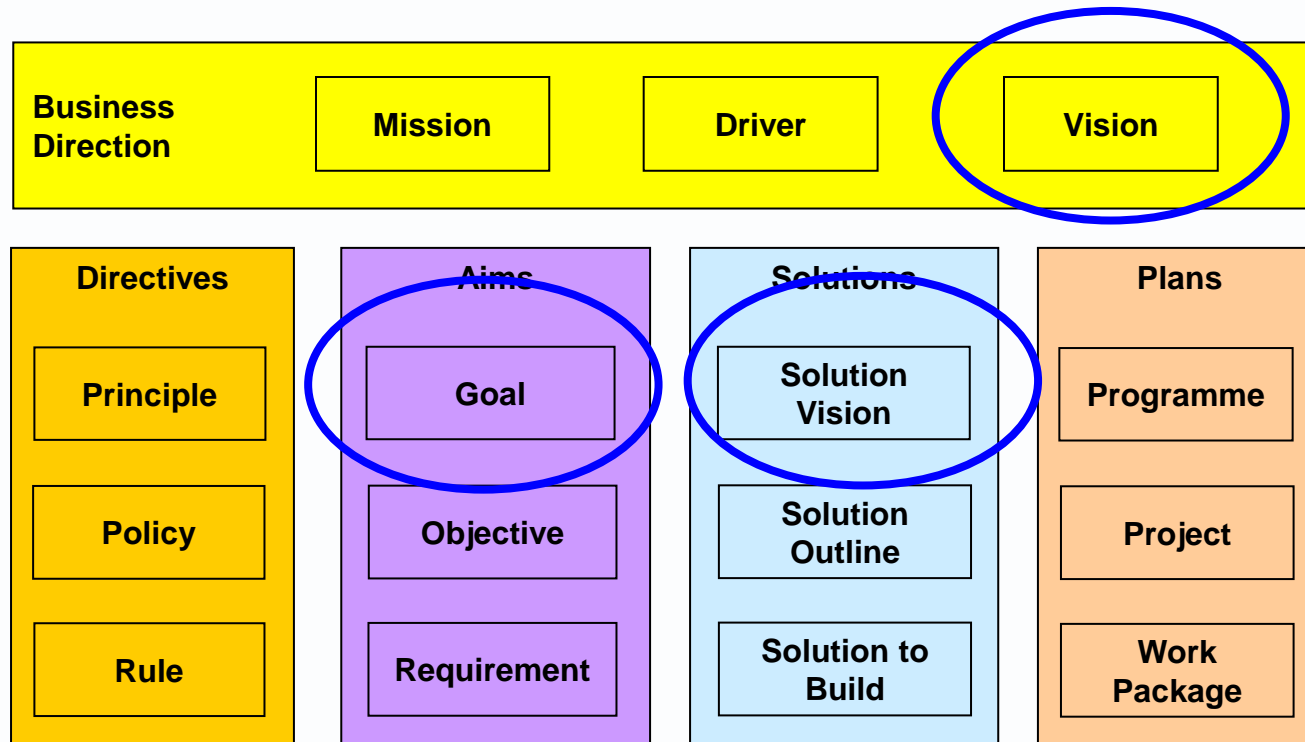 Business
Direction
Mission
Driver
Vision
Directives
Principle
Policy
Rule
Aims
Goal
Objective
Requirement
Solutions
Solution
Vision
Solution
Outline
Solution to
Build
Plans
Programme
Project
Work
Package